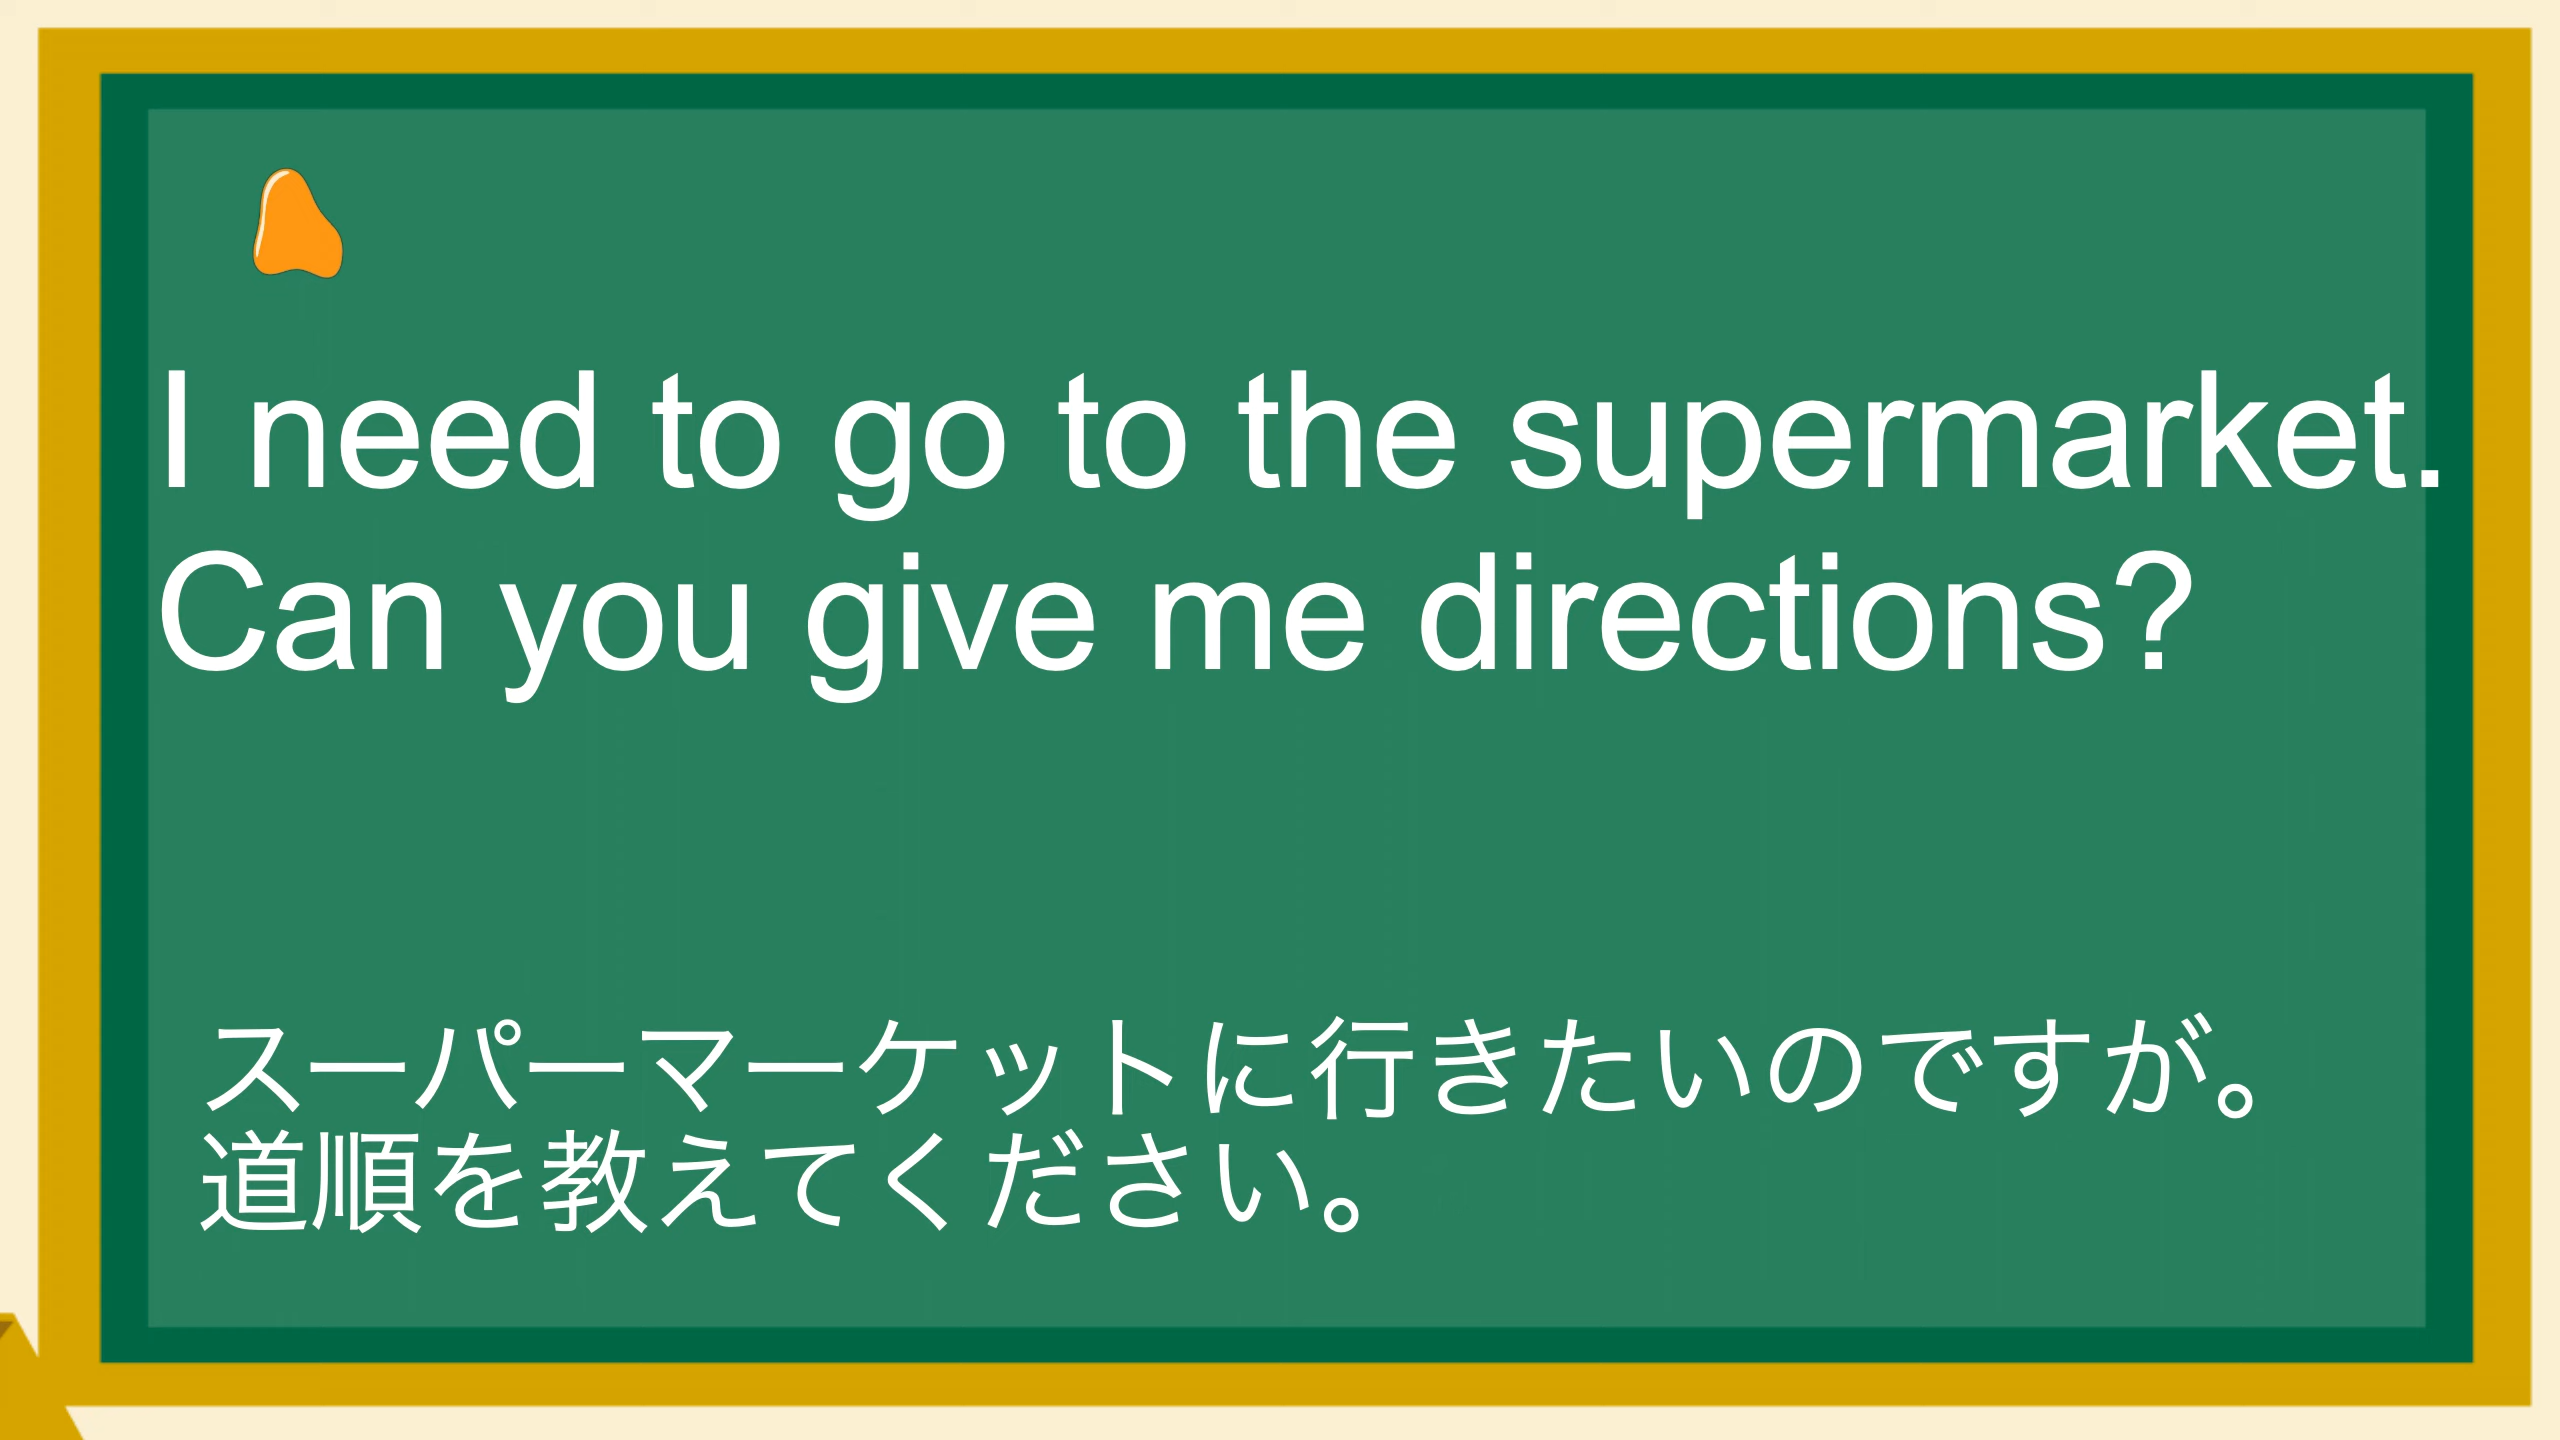 I need to go to the supermarket.
Can you give me directions?
スーパーマーケットに行きたいのですが。
道順を教えてください。